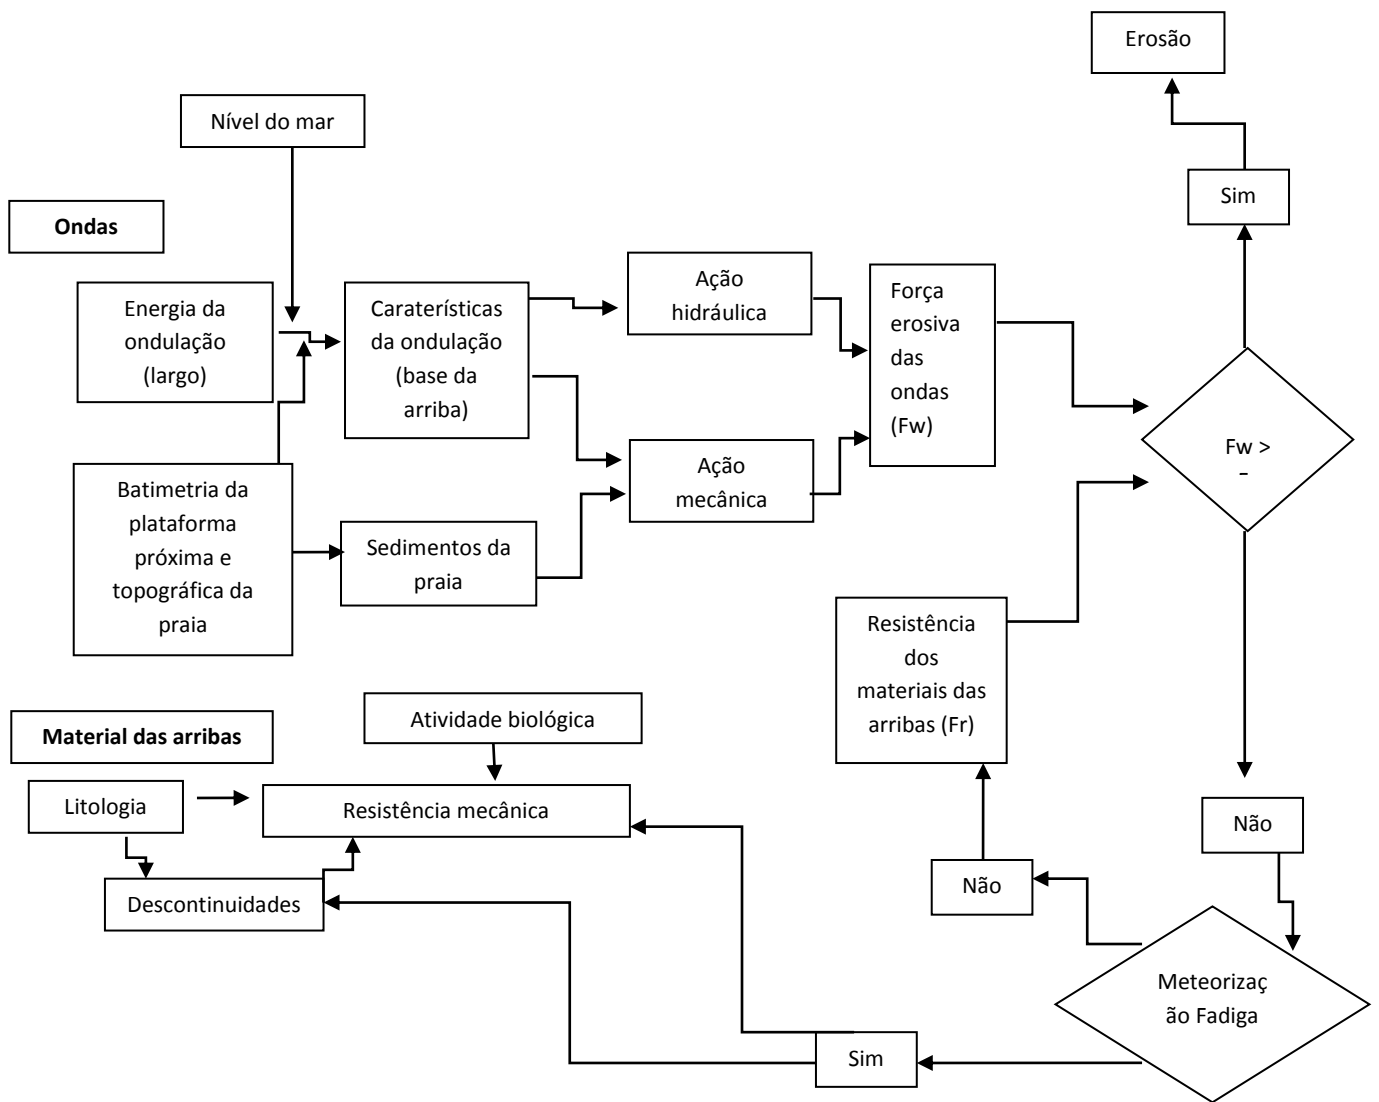 Erosão
Nível do mar
Sim
Ondas
Energia da
ondulação
(largo)
Caraterísticas
da ondulação
(base da
arriba)
Ação
hidráulica
Força
erosiva
das
ondas
(Fw)
Fw >
-
Ação
mecânica
Batimetria da
plataforma
próxima e
topográfica da
praia
Sedimentos da
praia
Resistência
dos
materiais das
arribas (Fr)
Atividade biológica
Material das arribas
Litologia
Resistência mecânica
Descontinuidades
Não
Não
Meteorizaç
ão Fadiga
Sim